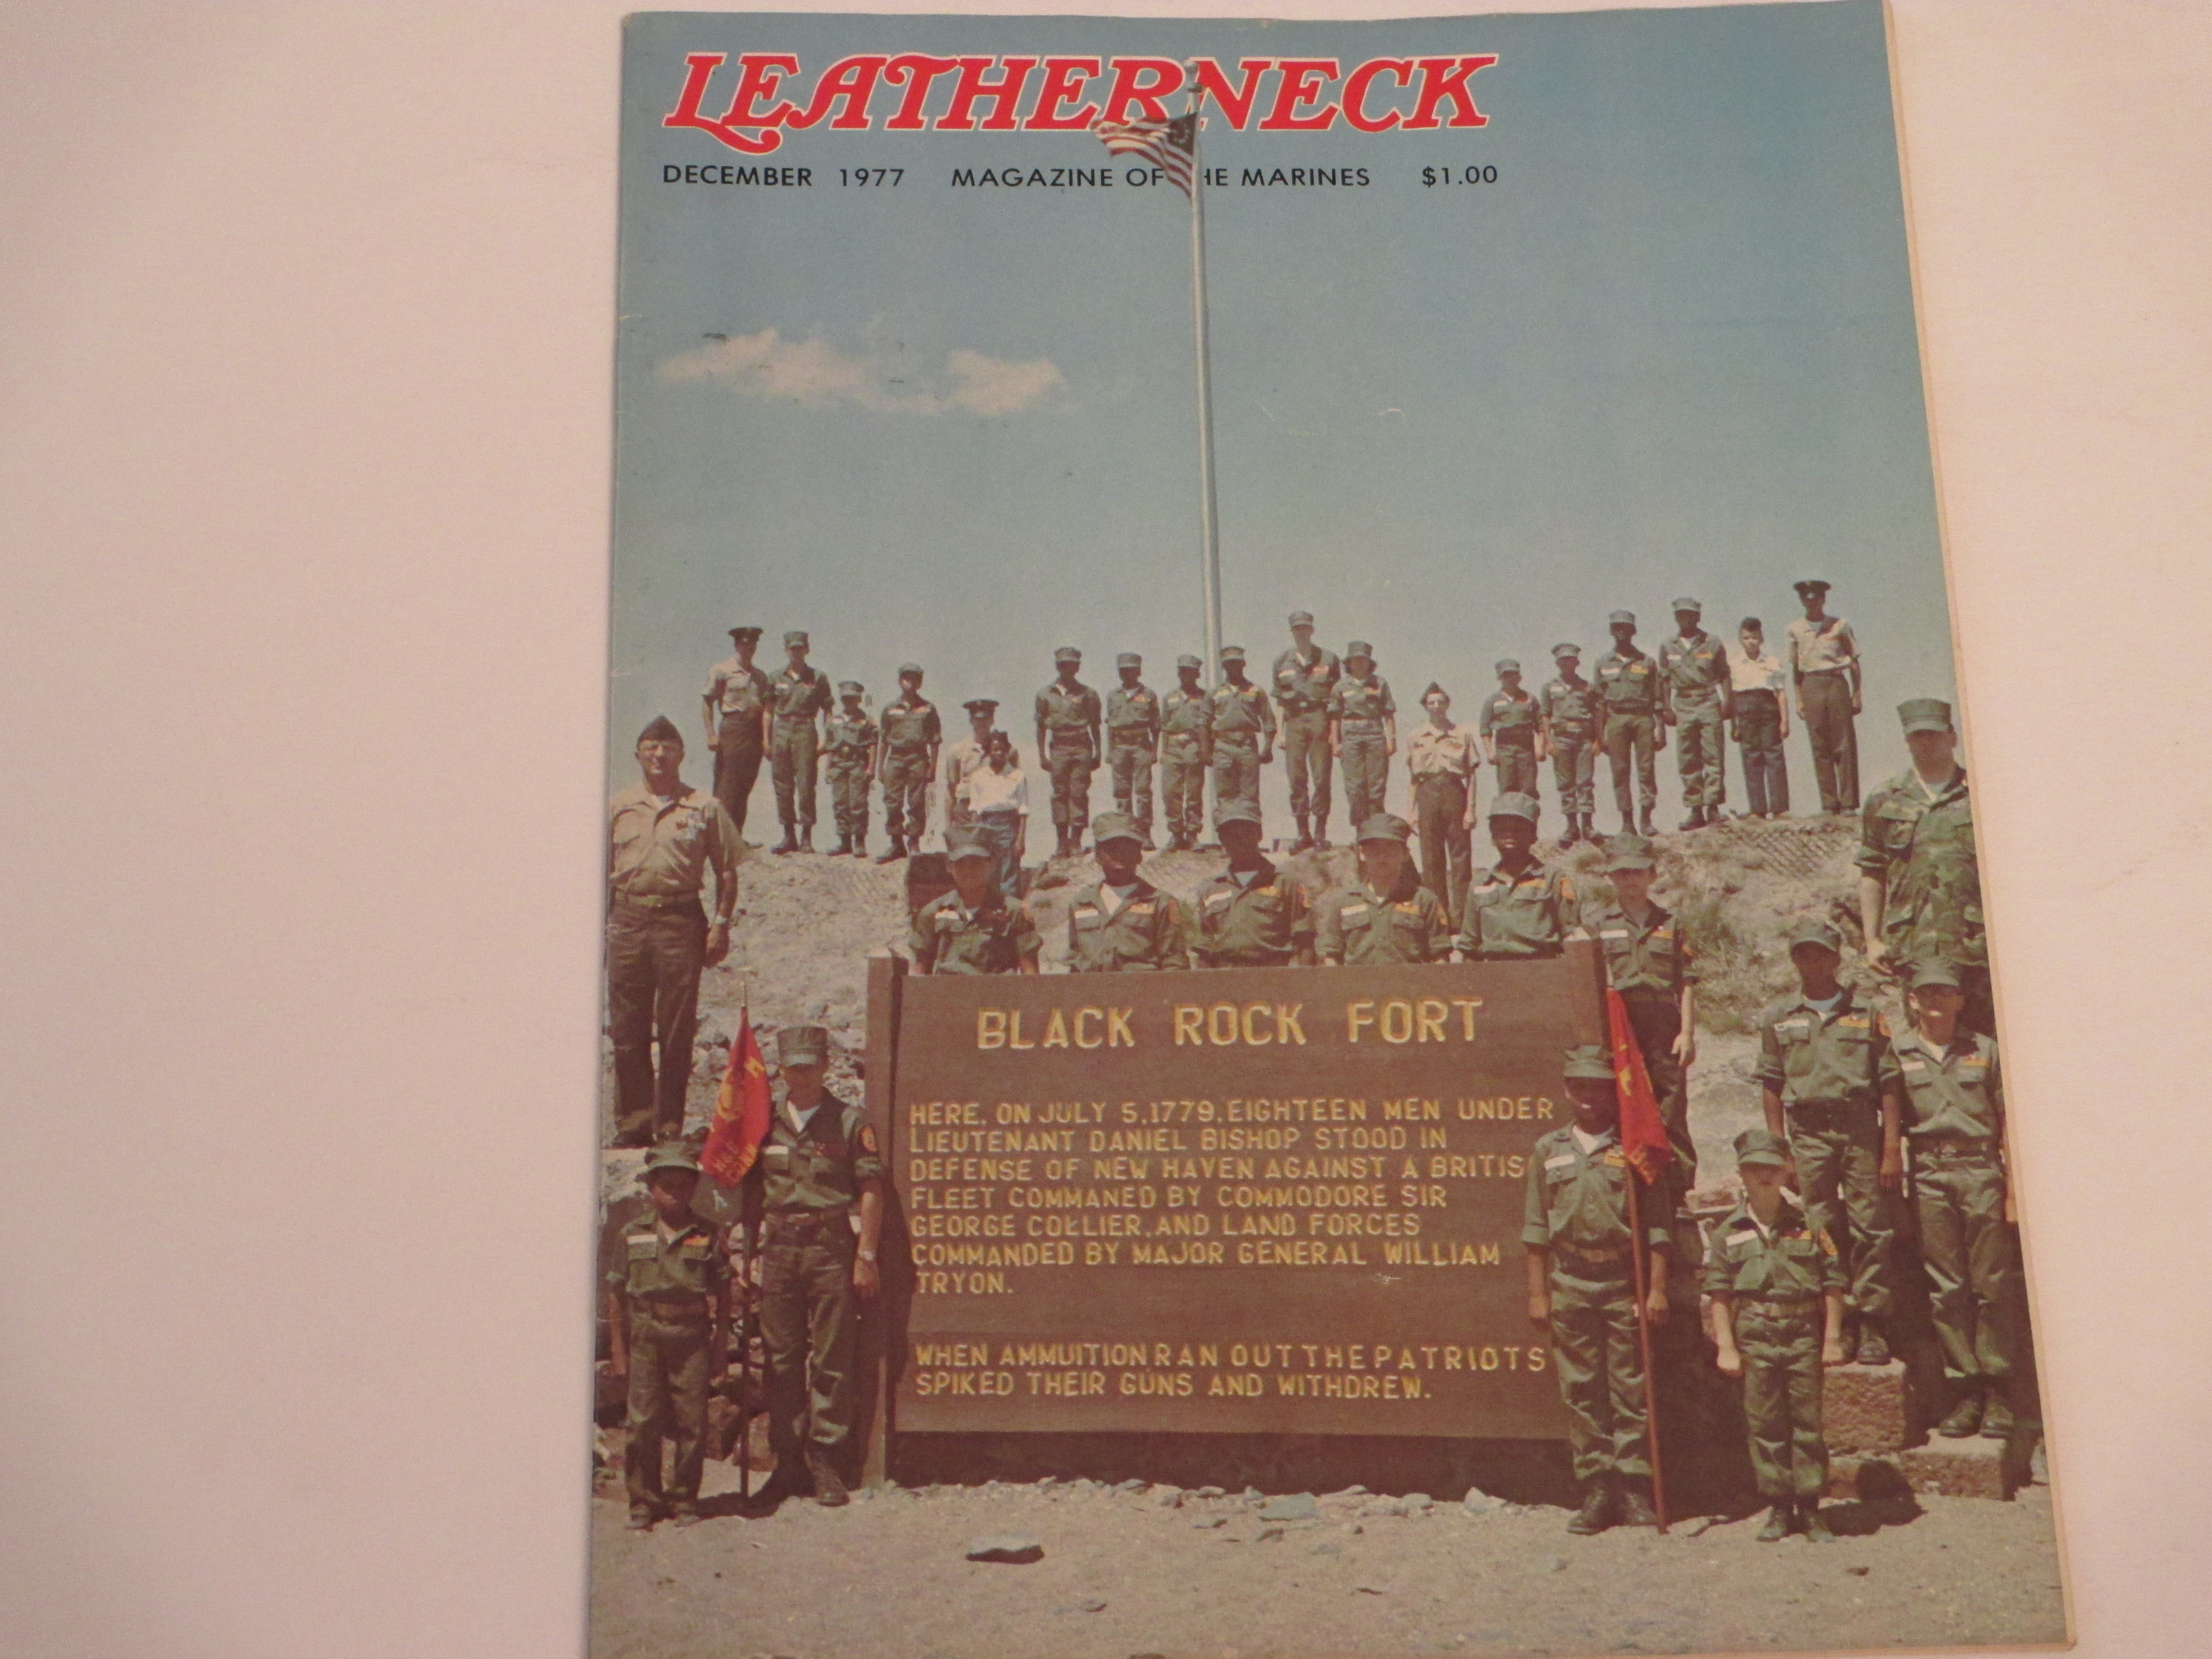 LEATHERNECK
DECEMBER 1977 MAGAZINE OF HE MARINES $1.00
BLACK ROCK FORT
HERE, ON JULY 5,1779, EIGHTEEN MEN UNDER
LIEUTENANT DANIEL BISHOP STOOD IN
DEFENSE OF NEW HAVEN AGAINST A BRITIS
FLEET COMMANED BY COMMODORE SIR
GEORGE COLLIER, AND LAND FORCES
COMMANDED BY MAJOR GENERAL WILLIAM
TRYON.
WHEN AMMUITION RAN OUT THE PATRIOTS
SPIKED THEIR GUNS AND WITHDREW.